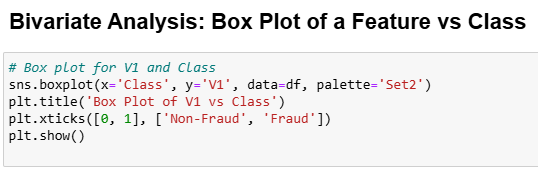 Bivariate Analysis: Box Plot of a Feature vs Class
# Box plot for V1 and Class
sns.boxplot(x='Class', y='V1', data=df, palette='Set2')
plt.title('Box Plot of V1 vs Class')
plt.xticks([0, 1], ['Non-Fraud', 'Fraud'])
plt.show()